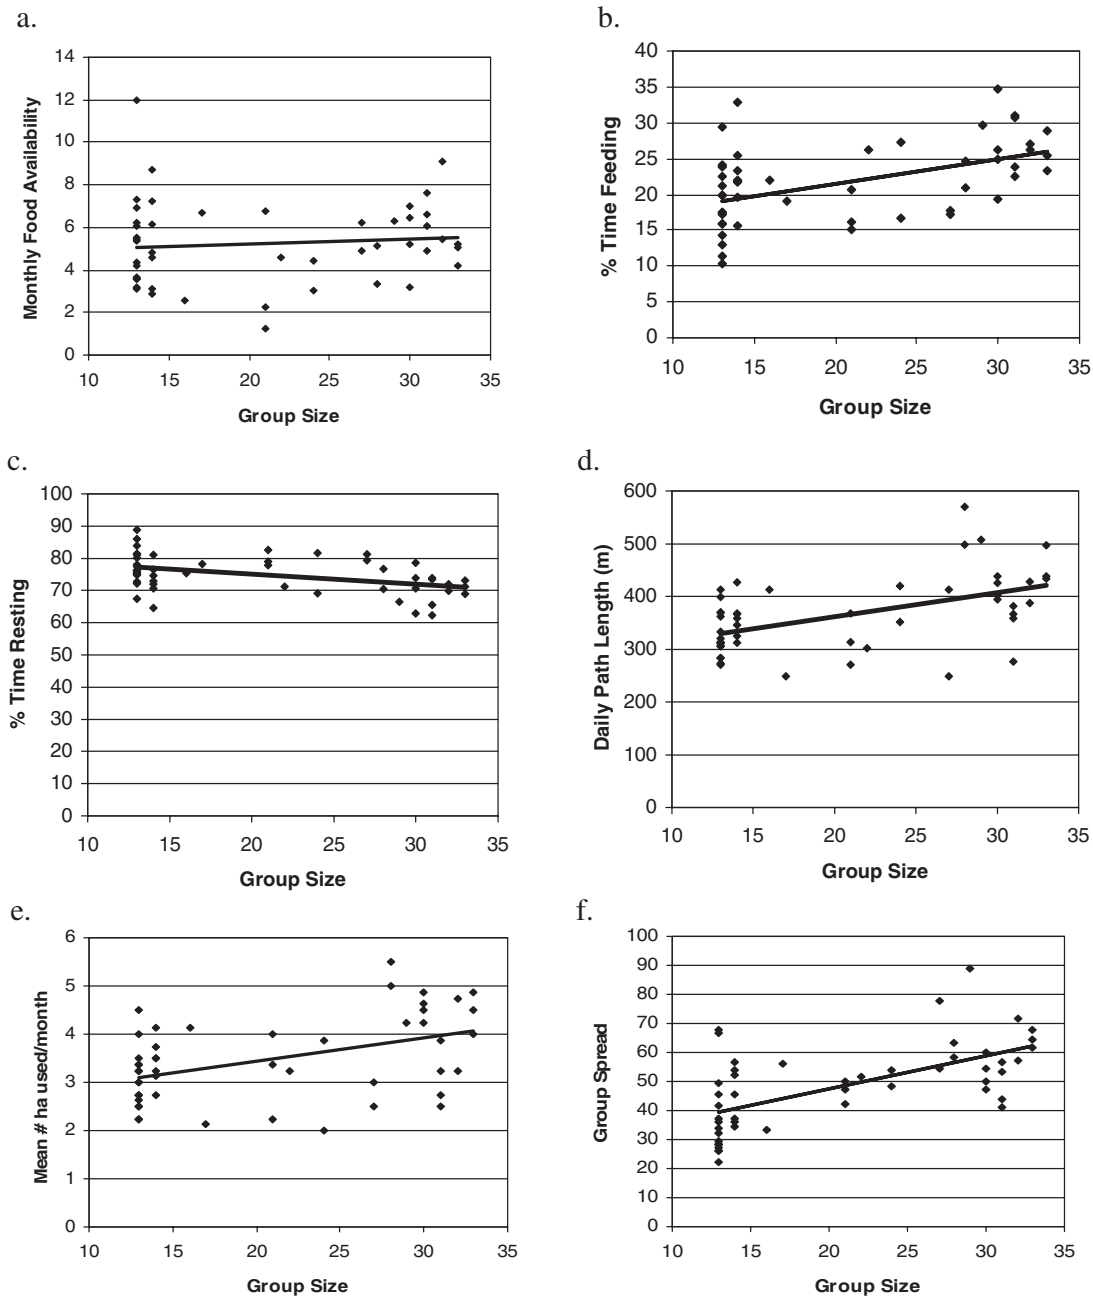 a.
14
12
10
8
6
4
2
0
10 15 20 25 30 35
Monthly Food Availability
Group Size
b.
40
35
30
25
20
15
10
5
0
10 15 20 25 30 35
% Time Feeding
Group Size
c.
100
90
80
70
60
50
40
30
20
10
0
10 15 20 25 30 35
% Time Resting
Group Size
d.
600
500
400
300
200
100
0
10 15 20 25 30 35
Daily Path Length (m)
Group Size
e.
6
5
4
3
2
1
0
10 15 20 25 30 35
Mean # ha used/month
Group Size
f.
100
90
80
70
60
50
40
30
20
10
0
10 15 20 25 30 35
Group Spread
Group Size